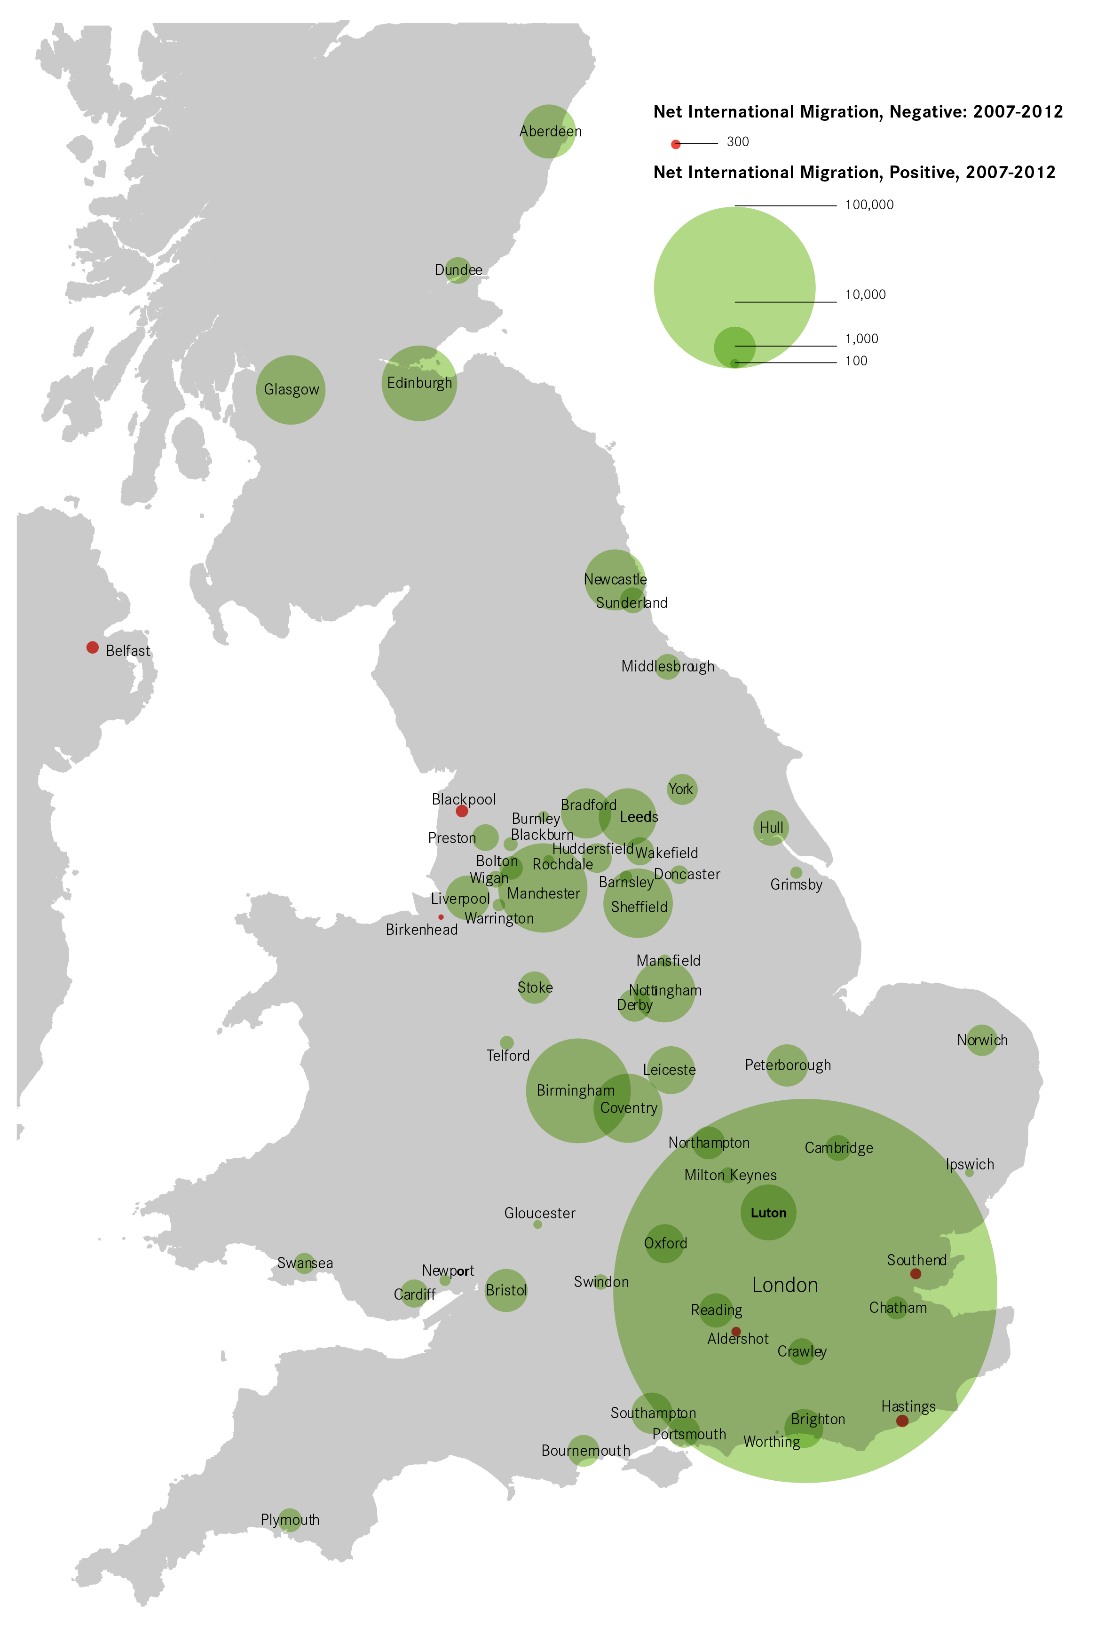 Net International Migration, Negative: 2007-2012
300
Net International Migration, Positive, 2007-2012
100,000
10,000
1,000
100
Aberdeen
Dundee
Glasgow
Edinburgh
Newcastle
Sunderland
Belfast
Middlesbrough
Blackpool
York
Bradford
Leeds
Burnley
Hull
Preston
Blackburn
Huddersfield
Wakefield
Bolton
Rochdale
Wigan
Doncaster
Barnsley
Grimsby
Liverpool
Manchester
Sheffield
Warrington
Birkenhead
Mansfield
Stoke
Nottingham
Derby
Telford
Norwich
Leiceste
Peterborough
Birmingham
Coventry
Northampton
Cambridge
Ipswich
Milton Keynes
Gloucester
Luton
Oxford
Swansea
Newport
Southend
Cardiff
Bristol
Swindon
London
Reading
Chatham
Aldershot
Crawley
Hastings
Southampton
Brighton
Portsmouth
Worthing
Bournemouth
Plymouth